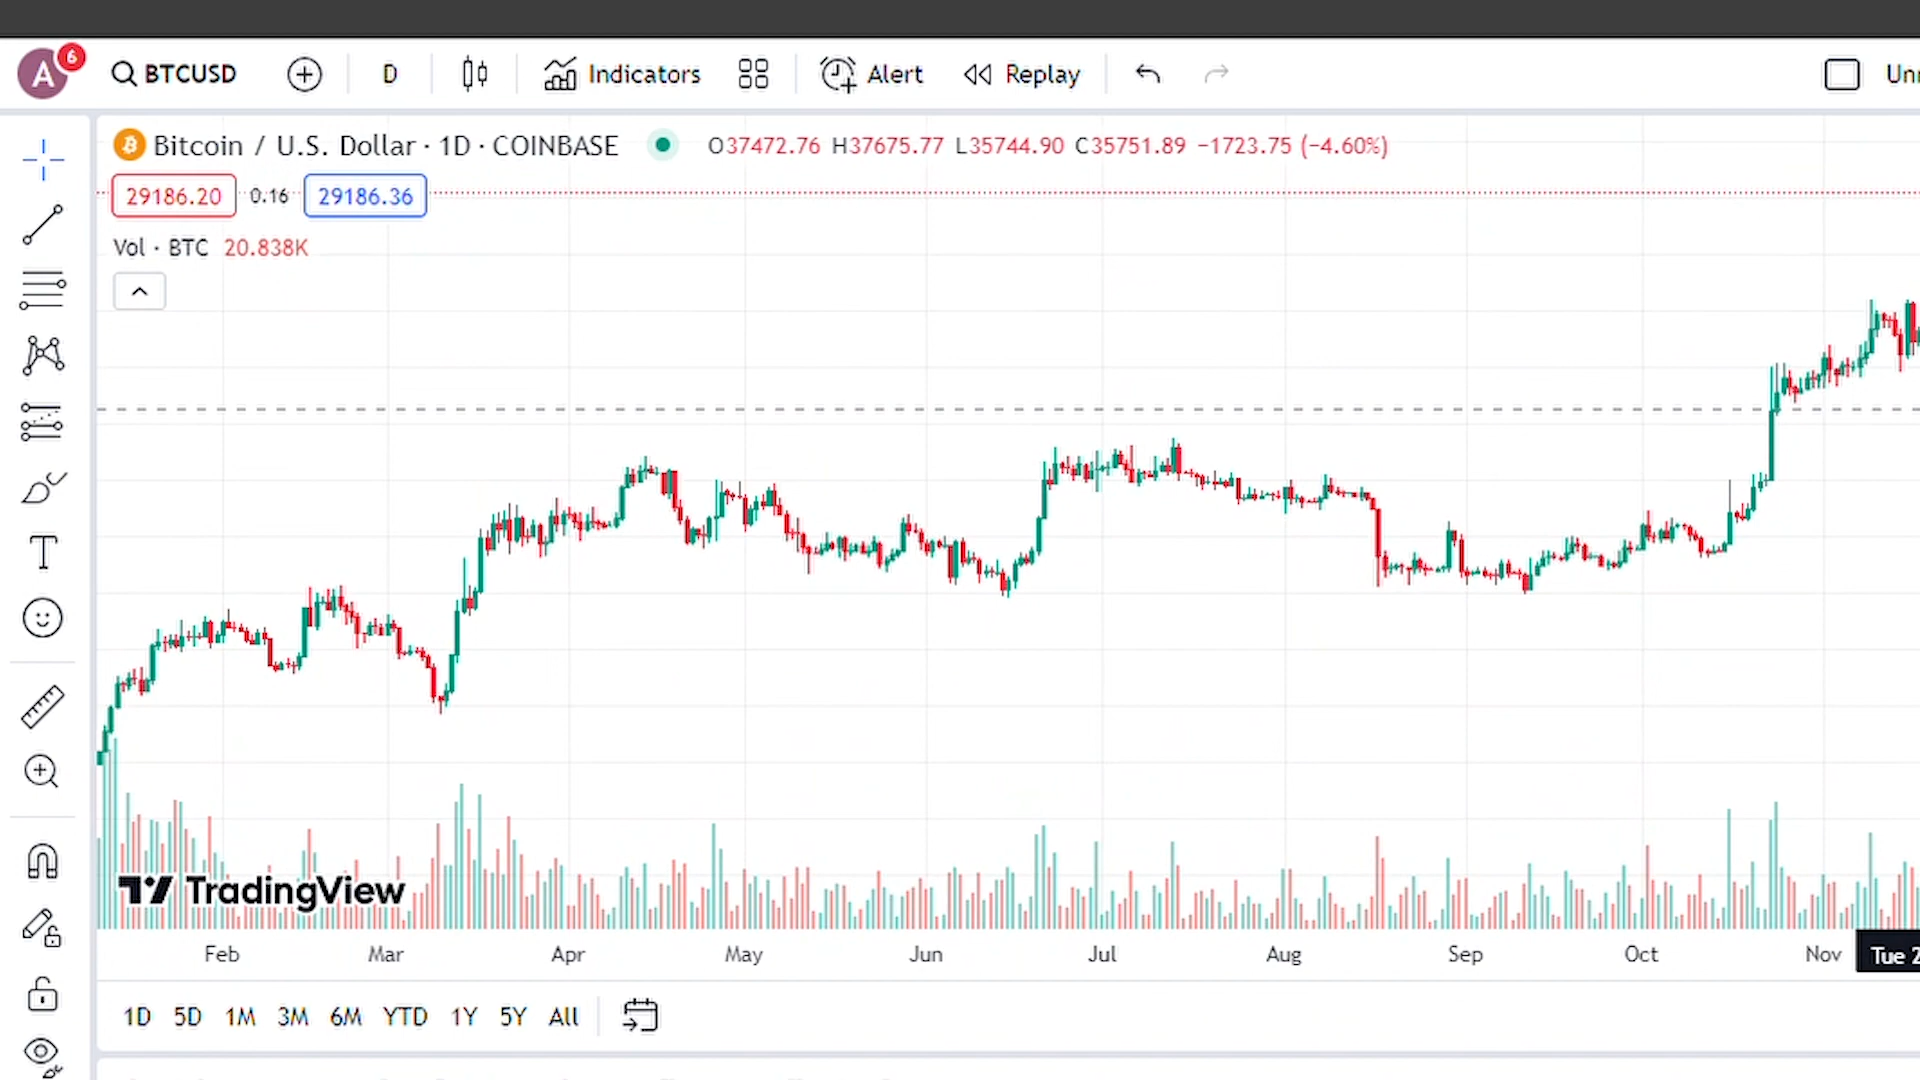 A 6 BTCUSD D Indicators Alert Replay
Bitcoin / U.S. Dollar · 1D · COINBASE O37472.76 H37675.77 L35744.90 C35751.89 −1723.75 (−4.60%)
29186.20 0.16 29186.36
Vol · BTC 20.838K
TradingView
Feb Mar Apr May Jun Jul Aug Sep Oct Nov Tue 2
1D 5D 1M 3M 6M YTD 1Y 5Y All